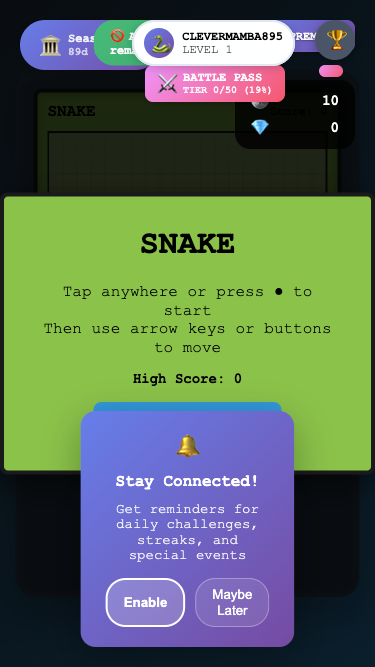 Seas
89d
🚫 A
rem
CLEVERMAMBA895
LEVEL 1
PREM
BATTLE PASS
TIER 0/50 (19%)
10
0
SNAKE
SNAKE
Tap anywhere or press ● to
start
Then use arrow keys or buttons
to move
High Score: 0
Stay Connected!
Get reminders for
daily challenges,
streaks, and
special events
Enable
Maybe
Later